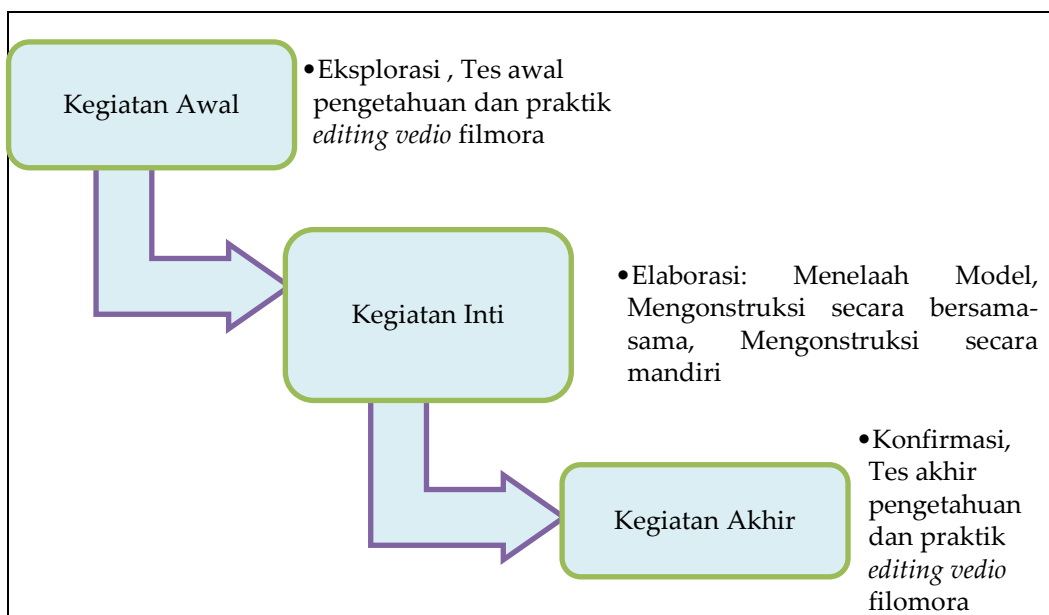 Kegiatan Awal
•Eksplorasi , Tes awal
pengetahuan dan praktik
editing vedio filmora
Kegiatan Inti
•Elaborasi: Menelaah Model,
Mengonstruksi secara bersama-
sama, Mengonstruksi secara
mandiri
Kegiatan Akhir
•Konfirmasi,
Tes akhir
pengetahuan
dan praktik
editing vedio
filomora